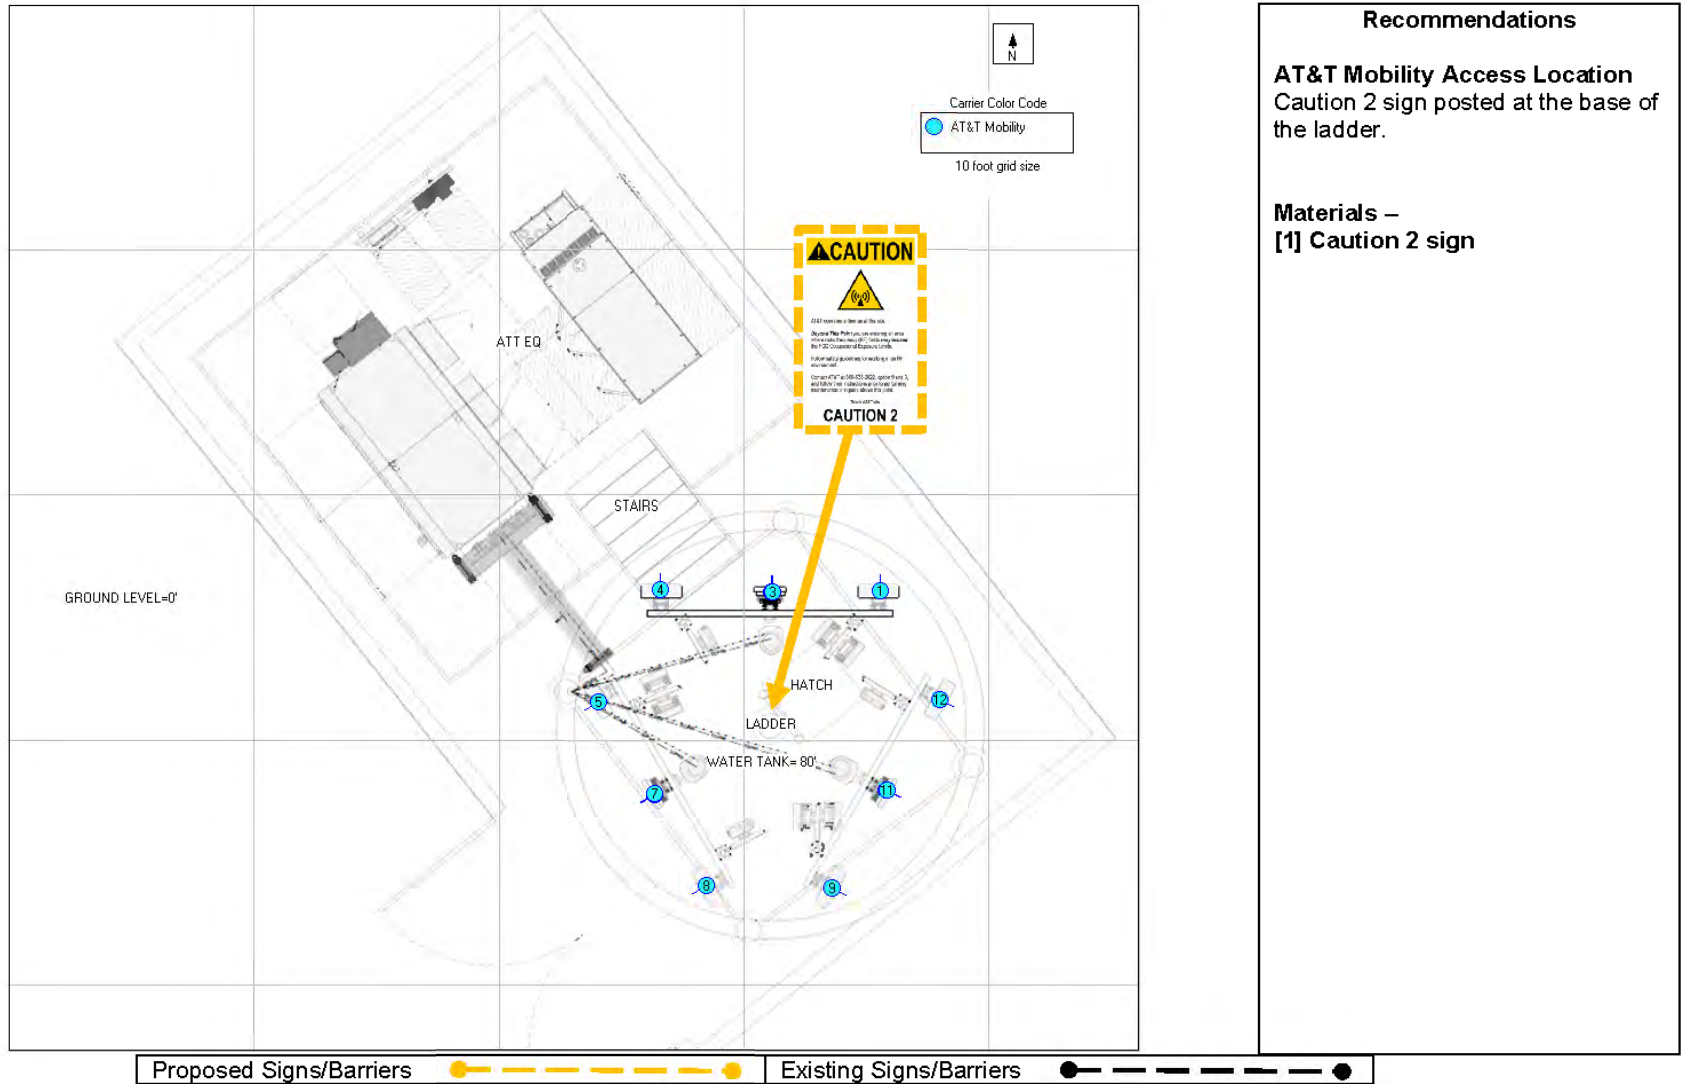 N
Carrier Color Code
AT&T Mobility
10 foot grid size
CAUTION
CAUTION 2
ATT EQ
STAIRS
GROUND LEVEL=0'
4
3
1
HATCH
5
12
LADDER
WATER TANK= 80'
7
11
8
9
Recommendations
AT&T Mobility Access Location
Caution 2 sign posted at the base of
the ladder.
Materials –
[1] Caution 2 sign
Proposed Signs/Barriers
Existing Signs/Barriers